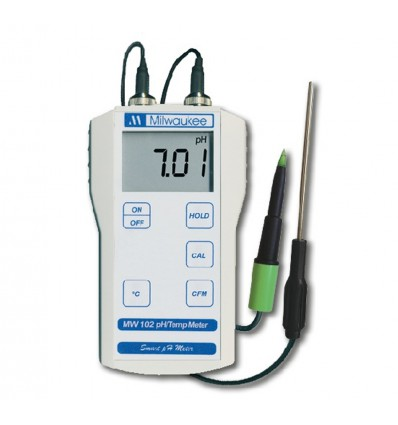 Milwaukee
pH
7.01
ON
OFF
HOLD
CAL
°C
CFM
MW 102 pH/Temp Meter
Smart pH Meter